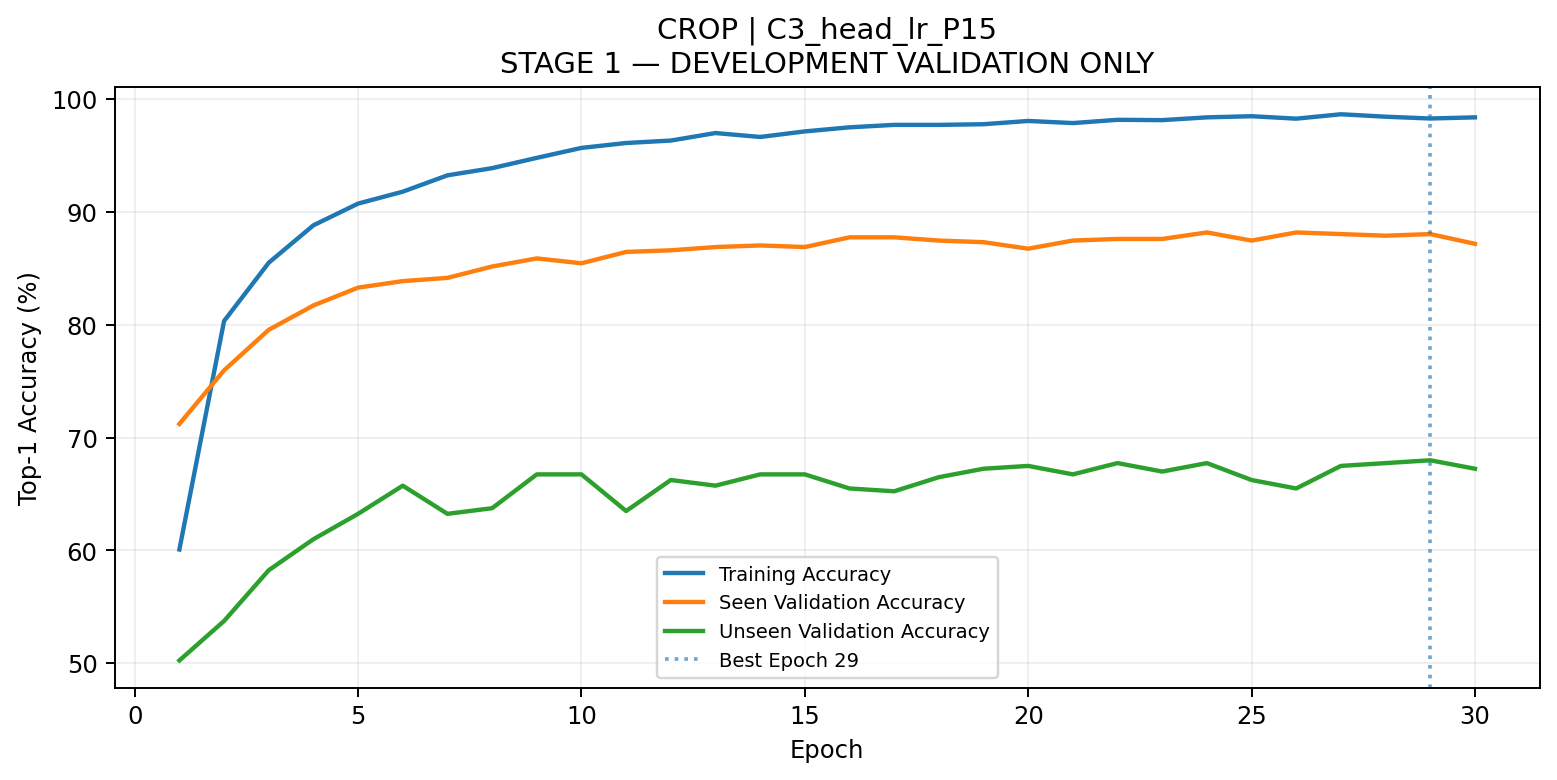 CROP | C3_head_lr_P15
STAGE 1 — DEVELOPMENT VALIDATION ONLY
Top-1 Accuracy (%)
100
90
80
70
60
50
Training Accuracy
Seen Validation Accuracy
Unseen Validation Accuracy
Best Epoch 29
0 5 10 15 20 25 30
Epoch